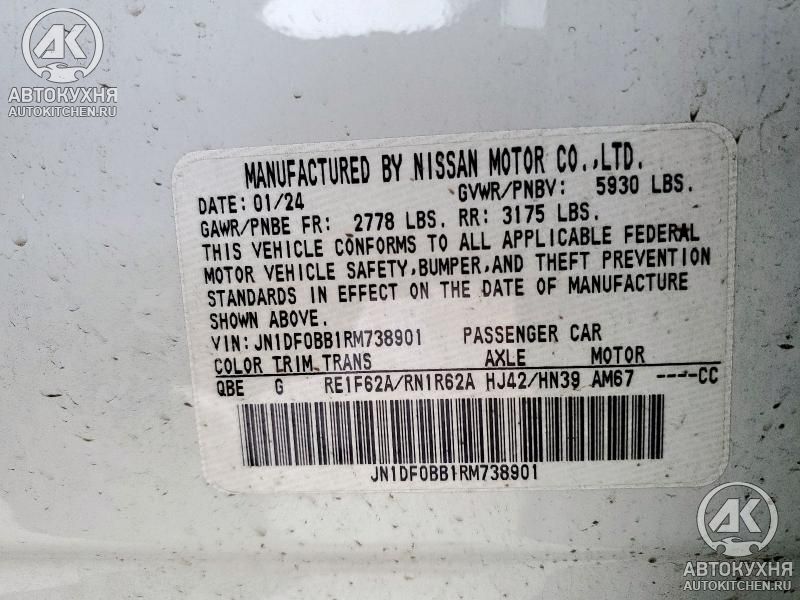 АК
АВТОКУХНЯ
AUTOKITCHEN.RU
MANUFACTURED BY NISSAN MOTOR CO.,LTD.
DATE: 01/24 GVWR/PNBV: 5930 LBS.
GAWR/PNBE FR: 2778 LBS. RR: 3175 LBS.
THIS VEHICLE CONFORMS TO ALL APPLICABLE FEDERAL
MOTOR VEHICLE SAFETY,BUMPER,AND THEFT PREVENTION
STANDARDS IN EFFECT ON THE DATE OF MANUFACTURE
SHOWN ABOVE.
VIN: JN1DF0BB1RM738901 PASSENGER CAR
COLOR TRIM TRANS AXLE MOTOR
QBE G RE1F62A/RN1R62A HJ42/HN39 AM67 ----CC
JN1DF0BB1RM738901
АК
АВТОКУХНЯ
AUTOKITCHEN.RU